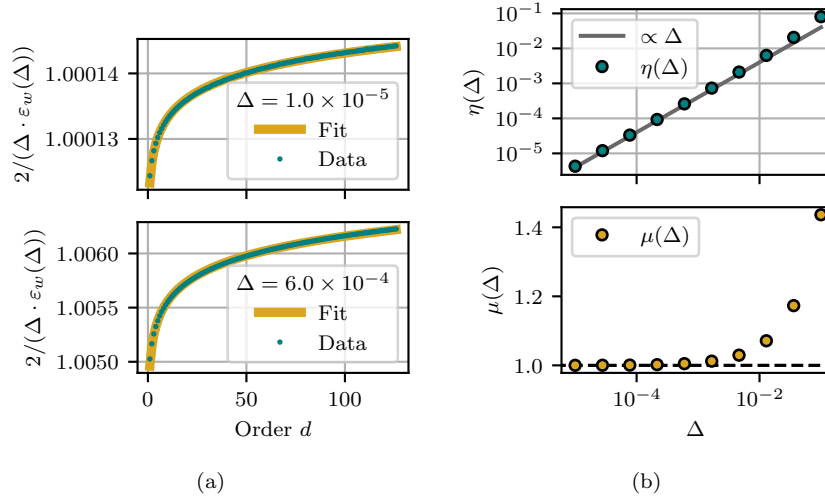 2/(Δ · ε_w(Δ))
1.00014
1.00013
Δ = 1.0 × 10^−5
Fit
Data
2/(Δ · ε_w(Δ))
1.0060
1.0055
1.0050
Δ = 6.0 × 10^−4
Fit
Data
0
50
100
Order d
(a)
η(Δ)
10^−1
10^−2
10^−3
10^−4
10^−5
∝ Δ
η(Δ)
μ(Δ)
1.4
1.2
1.0
μ(Δ)
10^−4
10^−2
Δ
(b)